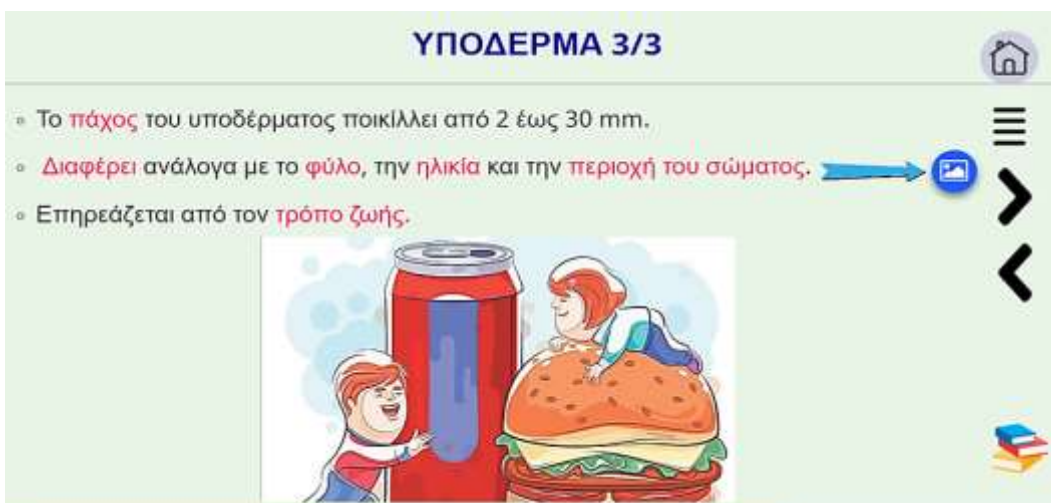 ΥΠΟΔΕΡΜΑ 3/3
Το πάχος του υποδέρματος ποικίλλει από 2 έως 30 mm.
Διαφέρει ανάλογα με το φύλο, την ηλικία και την περιοχή του σώματος.
Επηρεάζεται από τον τρόπο ζωής.